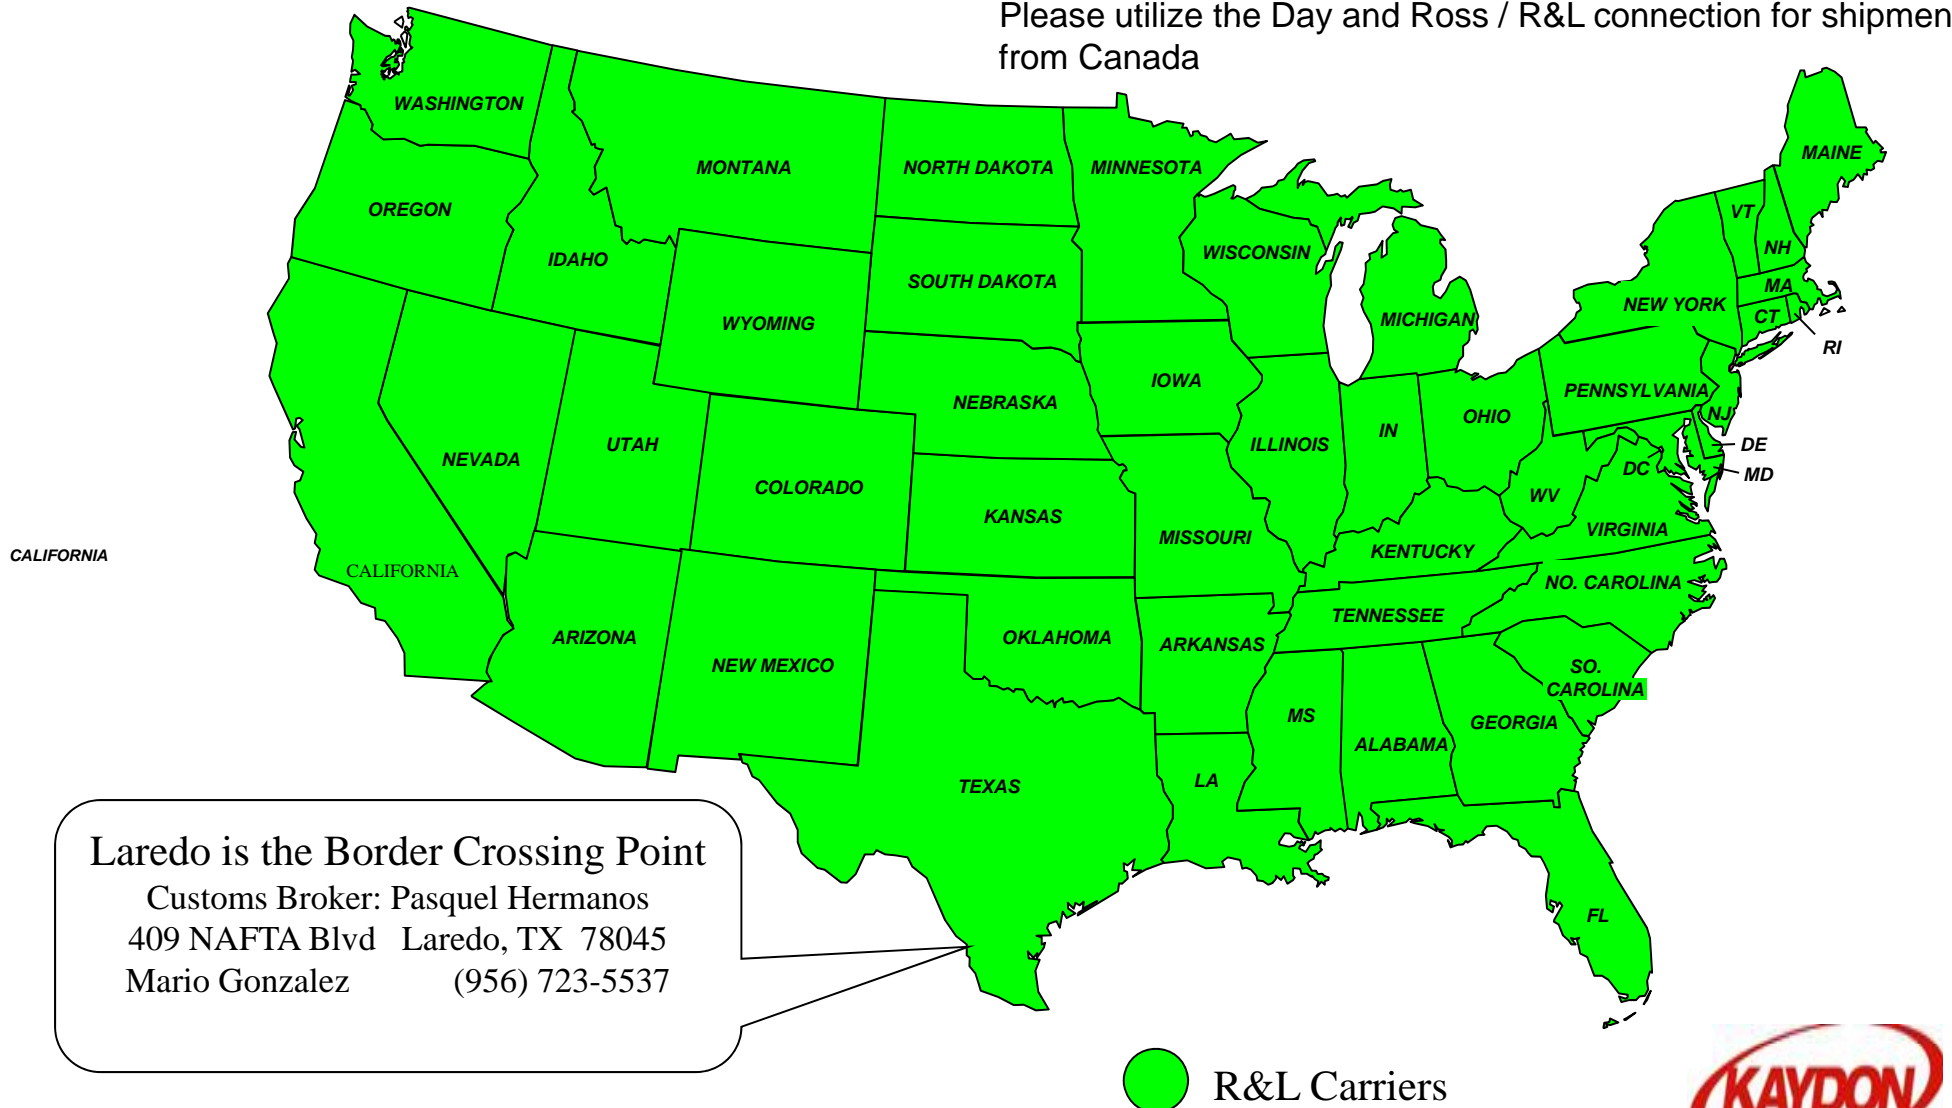 Please utilize the Day and Ross / R&L connection for shipmen
from Canada
WASHINGTON
MONTANA
NORTH DAKOTA
MINNESOTA
MAINE
OREGON
VT
NH
IDAHO
WISCONSIN
SOUTH DAKOTA
MA
NEW YORK
CT
WYOMING
MICHIGAN
RI
IOWA
PENNSYLVANIA
NEBRASKA
OHIO
NJ
IN
UTAH
ILLINOIS
DE
NEVADA
DC
MD
COLORADO
WV
KANSAS
VIRGINIA
MISSOURI
KENTUCKY
CALIFORNIA
CALIFORNIA
NO. CAROLINA
TENNESSEE
ARIZONA
OKLAHOMA
ARKANSAS
NEW MEXICO
SO.
CAROLINA
MS
GEORGIA
ALABAMA
LA
TEXAS
FL
Laredo is the Border Crossing Point
Customs Broker: Pasquel Hermanos
409 NAFTA Blvd Laredo, TX 78045
Mario Gonzalez (956) 723-5537
R&L Carriers
KAYDON